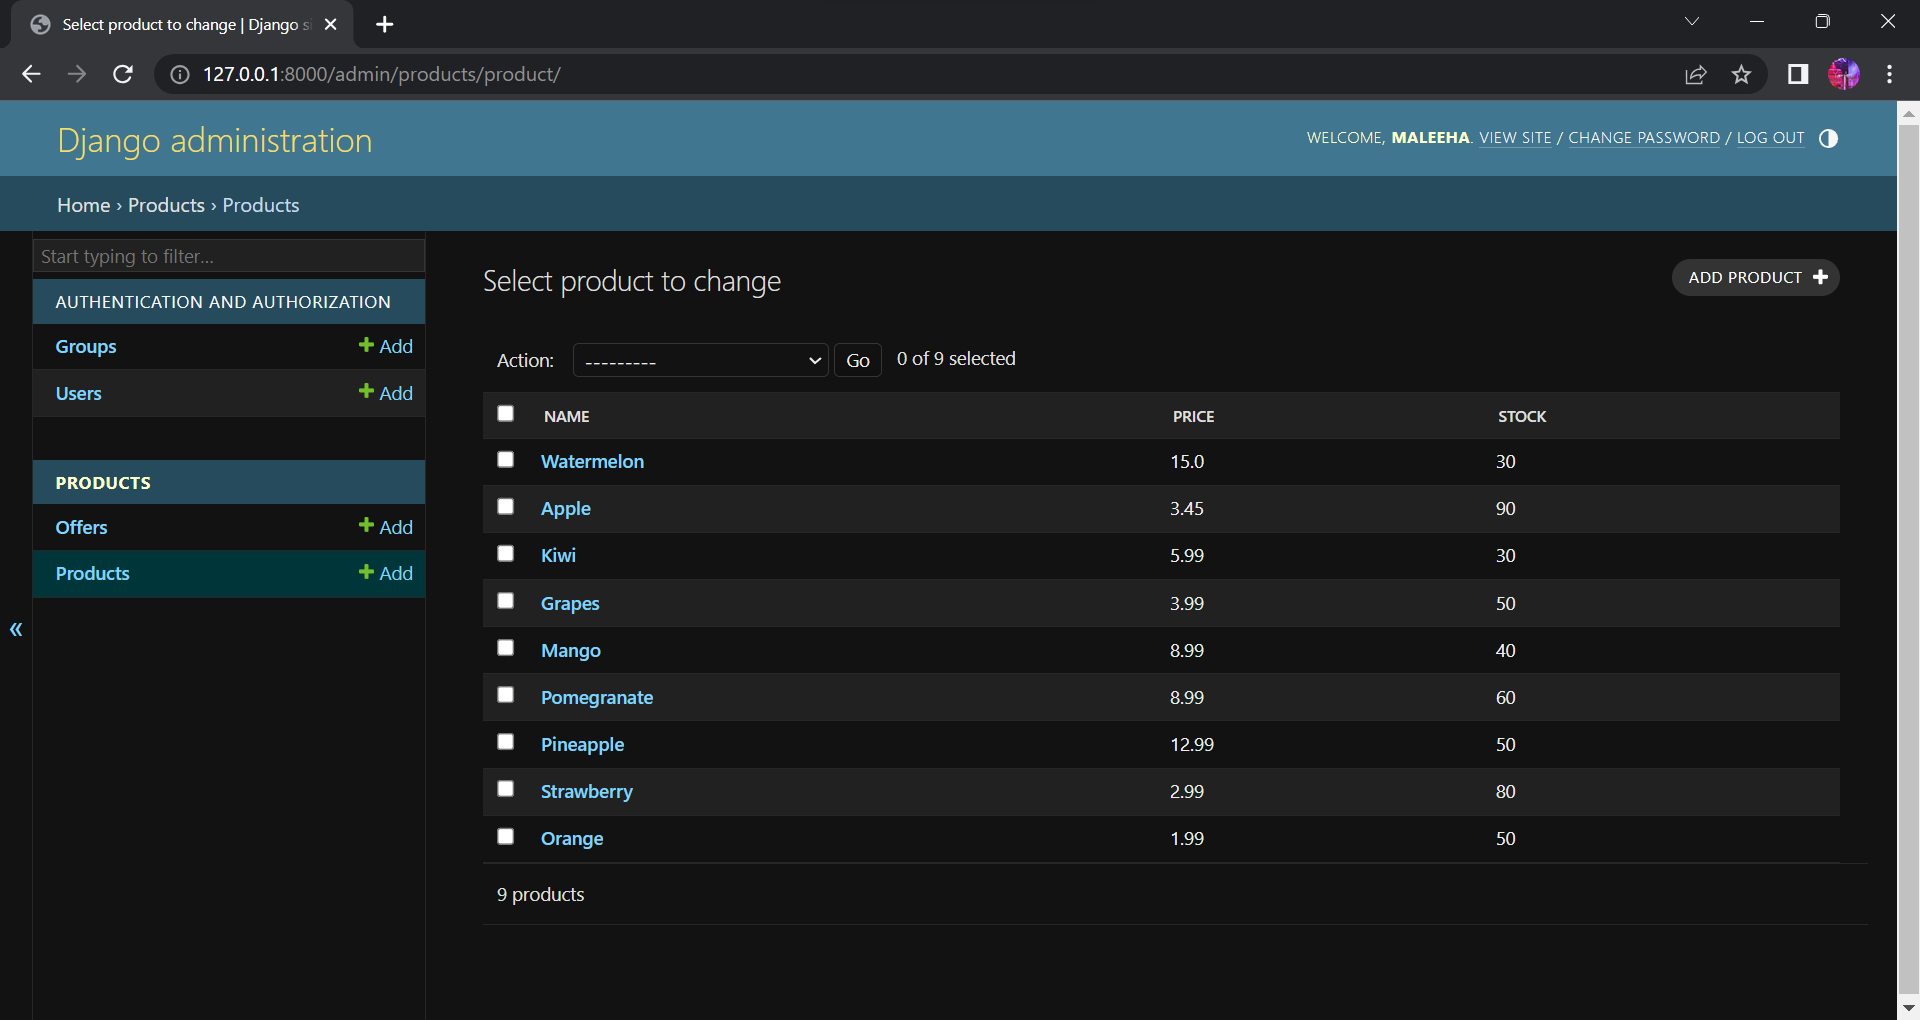 Select product to change | Django si
127.0.0.1:8000/admin/products/product/
Django administration
WELCOME, MALEEHA. VIEW SITE / CHANGE PASSWORD / LOG OUT
Home › Products › Products
Start typing to filter...
AUTHENTICATION AND AUTHORIZATION
Groups + Add
Users + Add
PRODUCTS
Offers + Add
Products + Add
«
Select product to change
ADD PRODUCT +
Action: --------- Go 0 of 9 selected
NAME PRICE STOCK
Watermelon 15.0 30
Apple 3.45 90
Kiwi 5.99 30
Grapes 3.99 50
Mango 8.99 40
Pomegranate 8.99 60
Pineapple 12.99 50
Strawberry 2.99 80
Orange 1.99 50
9 products